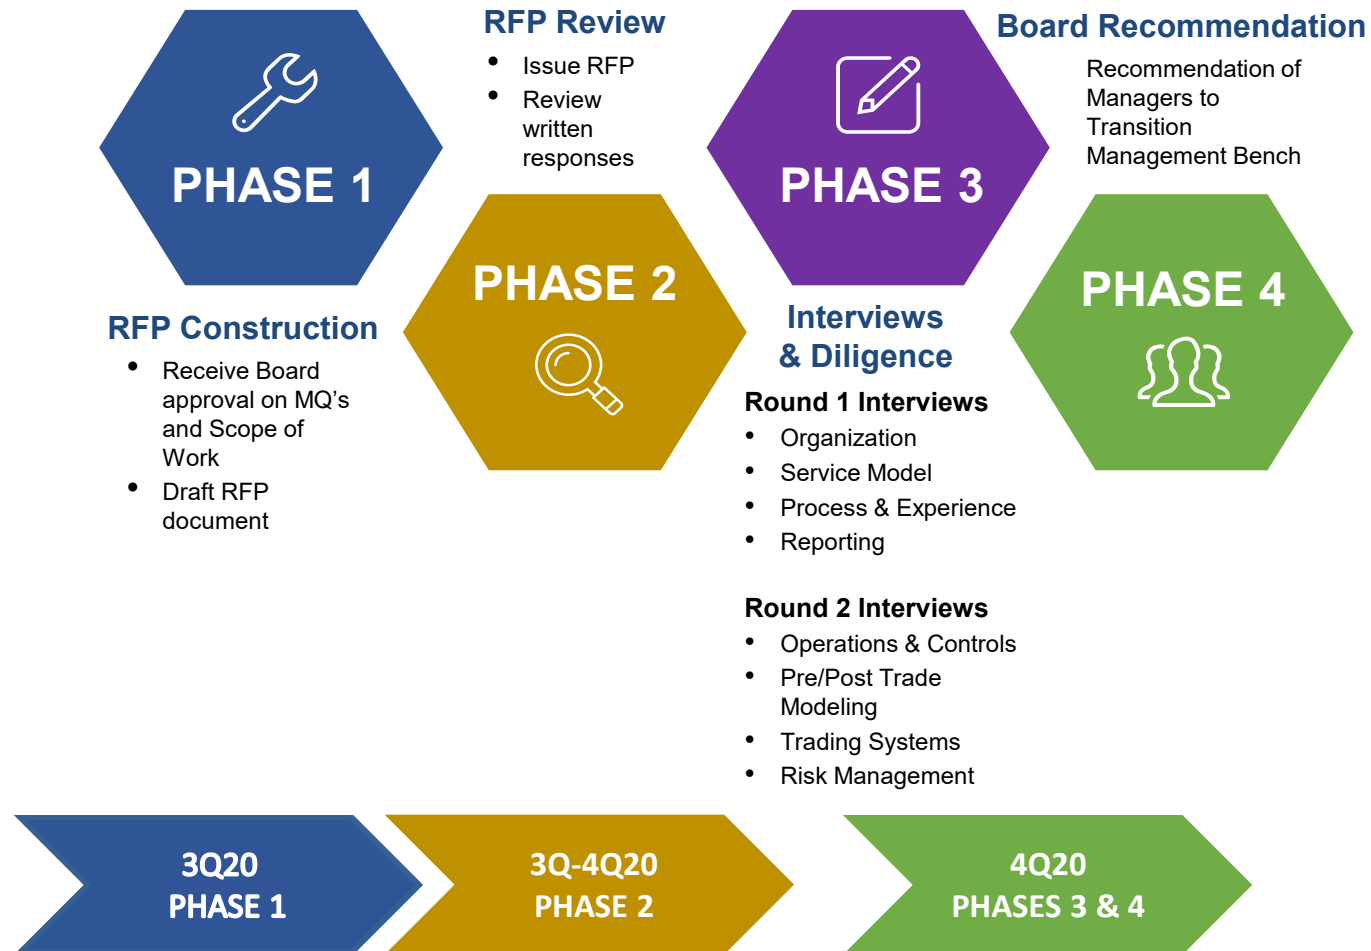 PHASE 1
RFP Construction
• Receive Board
approval on MQ’s
and Scope of
Work
• Draft RFP
document
RFP Review
• Issue RFP
• Review
written
responses
PHASE 2
PHASE 3
Interviews
& Diligence
Round 1 Interviews
• Organization
• Service Model
• Process & Experience
• Reporting
Round 2 Interviews
• Operations & Controls
• Pre/Post Trade
Modeling
• Trading Systems
• Risk Management
Board Recommendation
Recommendation of
Managers to
Transition
Management Bench
PHASE 4
3Q20
PHASE 1
3Q-4Q20
PHASE 2
4Q20
PHASES 3 & 4